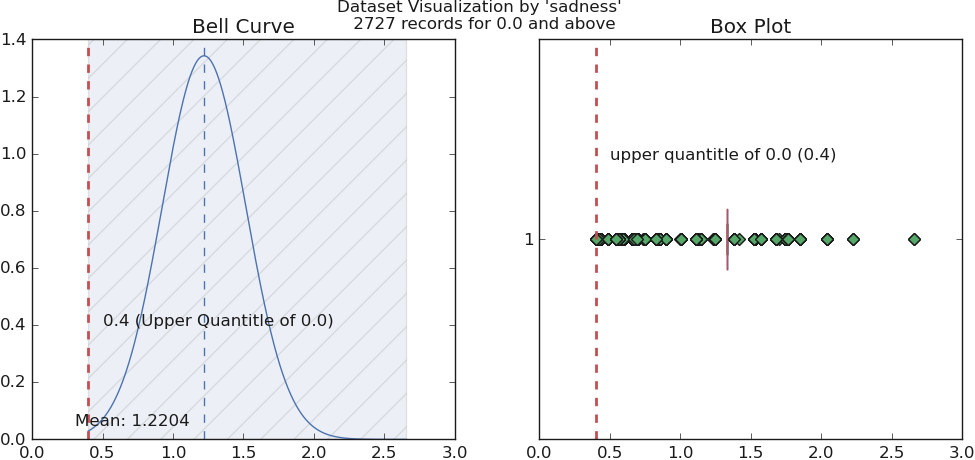 Dataset Visualization by 'sadness'
2727 records for 0.0 and above
Bell Curve
1.4
1.2
1.0
0.8
0.6
0.4
0.2
0.0
0.4 (Upper Quantitle of 0.0)
Mean: 1.2204
0.0 0.5 1.0 1.5 2.0 2.5 3.0
Box Plot
upper quantitle of 0.0 (0.4)
1
0.0 0.5 1.0 1.5 2.0 2.5 3.0